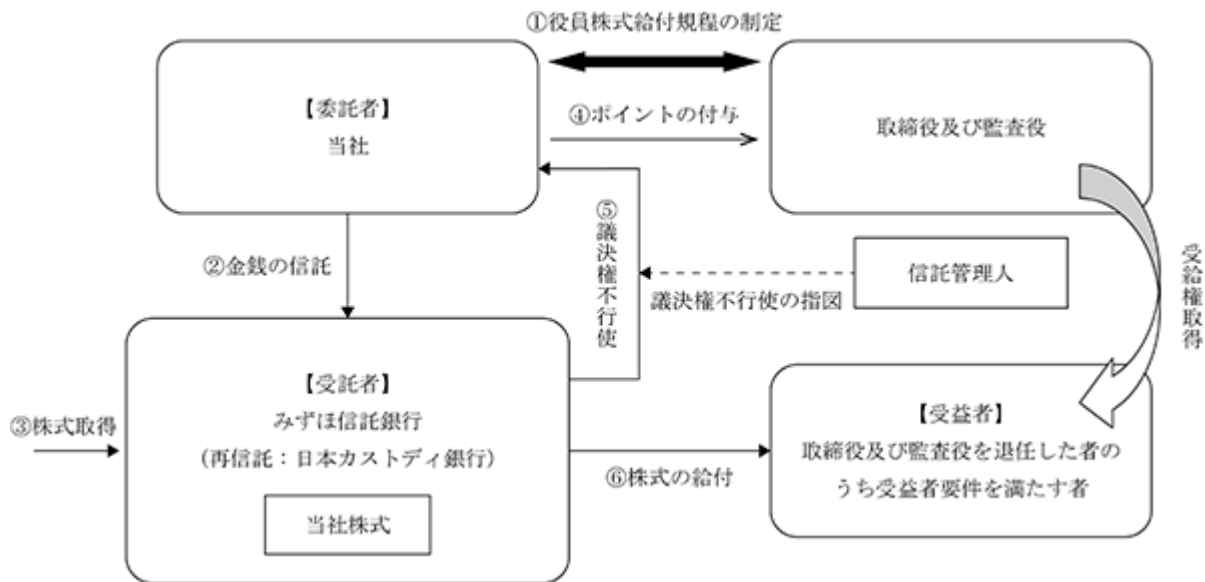 ①役員株式給付規程の制定
【委託者】
当社
④ポイントの付与
取締役及び監査役
②金銭の信託
⑤議決権不行使
議決権不行使の指図
信託管理人
受給権取得
③株式取得
【受託者】
みずほ信託銀行
(再信託：日本カストディ銀行)
当社株式
⑥株式の給付
【受益者】
取締役及び監査役を退任した者の
うち受益者要件を満たす者